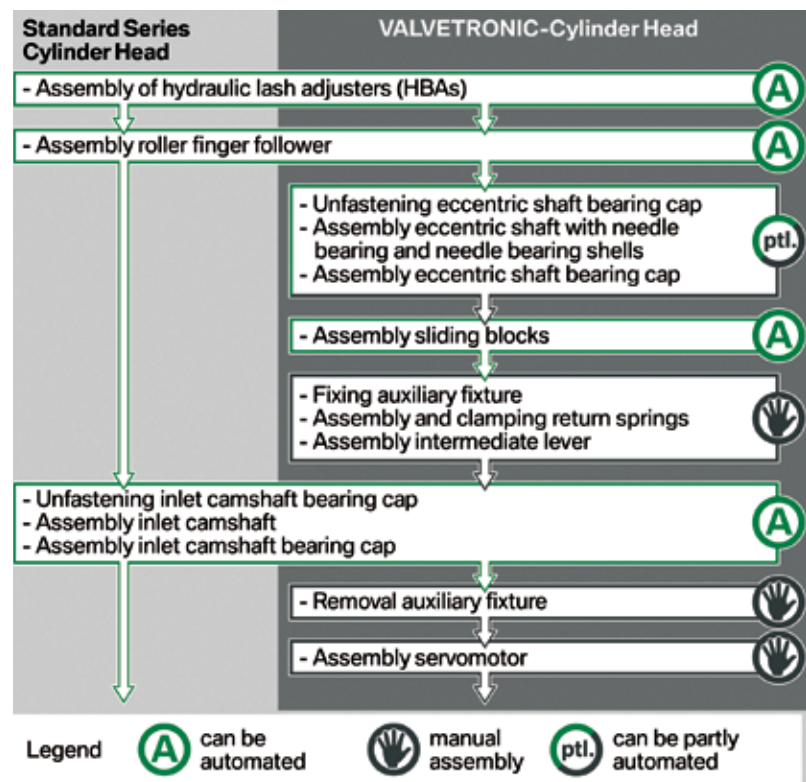 Standard Series
Cylinder Head
VALVETRONIC-Cylinder Head
- Assembly of hydraulic lash adjusters (HBAs)
A
- Assembly roller finger follower
A
- Unfastening eccentric shaft bearing cap
- Assembly eccentric shaft with needle
bearing and needle bearing shells
- Assembly eccentric shaft bearing cap
ptl.
- Assembly sliding blocks
A
- Fixing auxiliary fixture
- Assembly and clamping return springs
- Assembly intermediate lever
- Unfastening inlet camshaft bearing cap
- Assembly inlet camshaft
- Assembly inlet camshaft bearing cap
A
- Removal auxiliary fixture
- Assembly servomotor
Legend
A
can be
automated
manual
assembly
ptl.
can be partly
automated